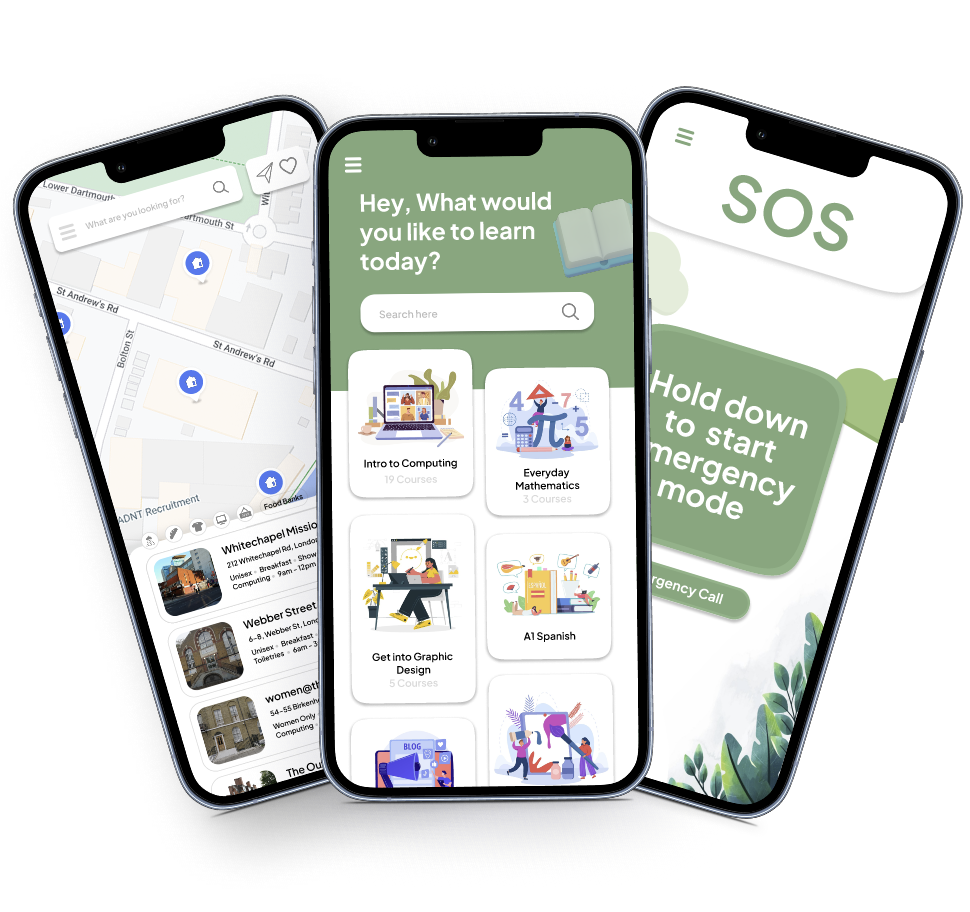 Lower Dartmouth
What are you looking for?
artmouth St
St Andrew's Rd
St Andrew's Rd
Bolton St
ADNT Recruitment
Food Banks
Whitechapel Missio
212 Whitechapel Rd, London
Unisex • Breakfast • Show
Computing • 9am - 12pm
Webber Street
6-8, Webber St, Lond
Unisex • Breakfast •
Toiletries • 6am - 3
women@th
54-55 Birkenh
Women Only
Computing •
The Ou
Hey, What would
you like to learn
today?
Search here
Intro to Computing
19 Courses
4 -7
+
5
Everyday
Mathematics
3 Courses
Get into Graphic
Design
5 Courses
A1 Spanish
BLOG
SOS
Hold down
to start
mergency
mode
rgency Call